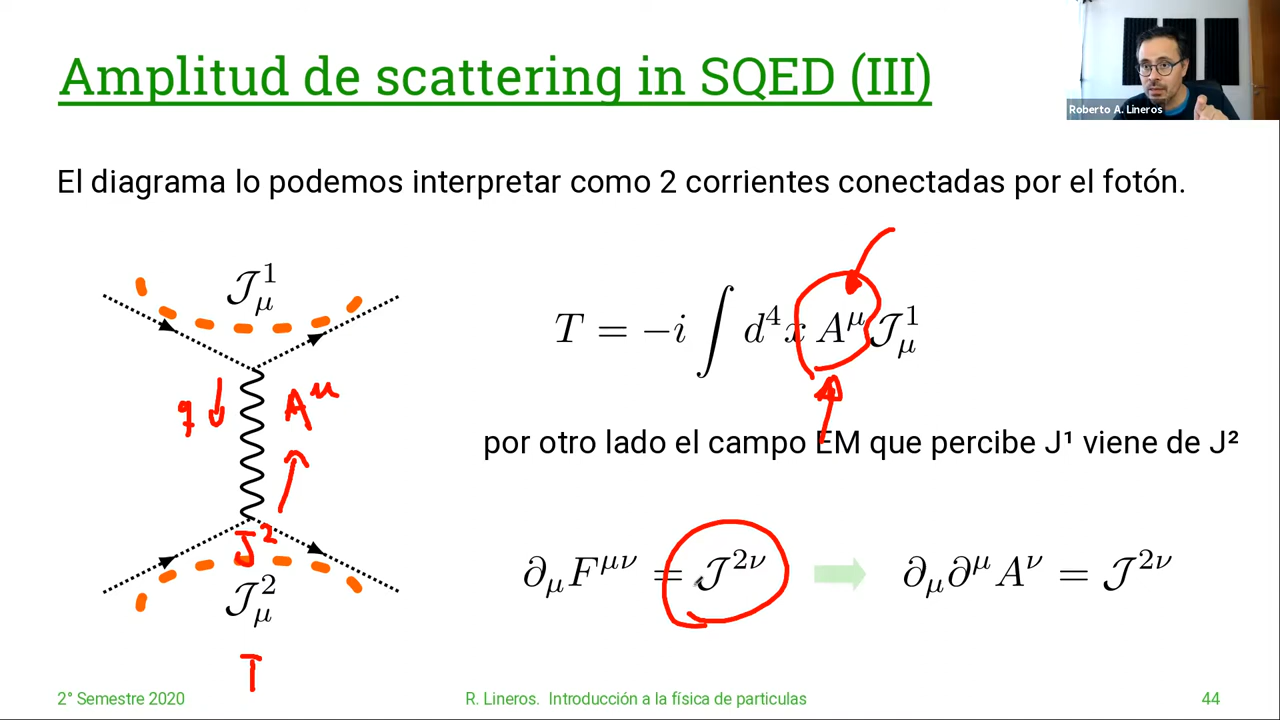 Amplitud de scattering in SQED (III)
Roberto A. Lineros
El diagrama lo podemos interpretar como 2 corrientes conectadas por el fotón.
𝒥¹_μ
T = −i ∫ d⁴x A^μ 𝒥¹_μ
q A^μ
por otro lado el campo EM que percibe J¹ viene de J²
J²
𝒥²_μ
∂_μ F^{μν} = 𝒥^{2ν}
∂_μ ∂^μ A^ν = 𝒥^{2ν}
T
2° Semestre 2020
R. Lineros. Introducción a la física de particulas
44